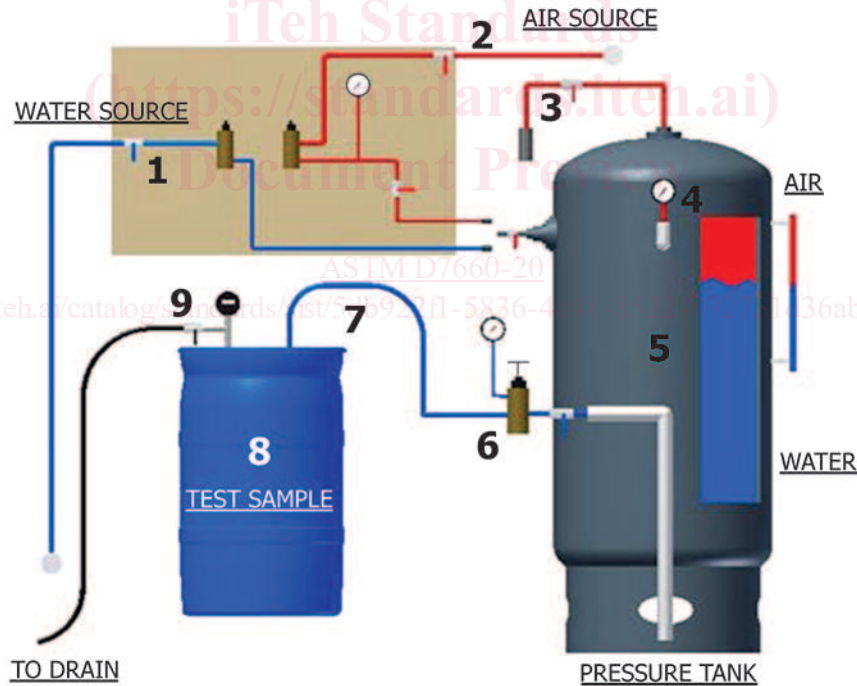 iTeh Standards
AIR SOURCE
2
(https://standards.iteh.ai)
3
WATER SOURCE
1
Document Preview
AIR
4
ASTM D7660-20
9
7
5
6
8
WATER
TEST SAMPLE
TO DRAIN
PRESSURE TANK